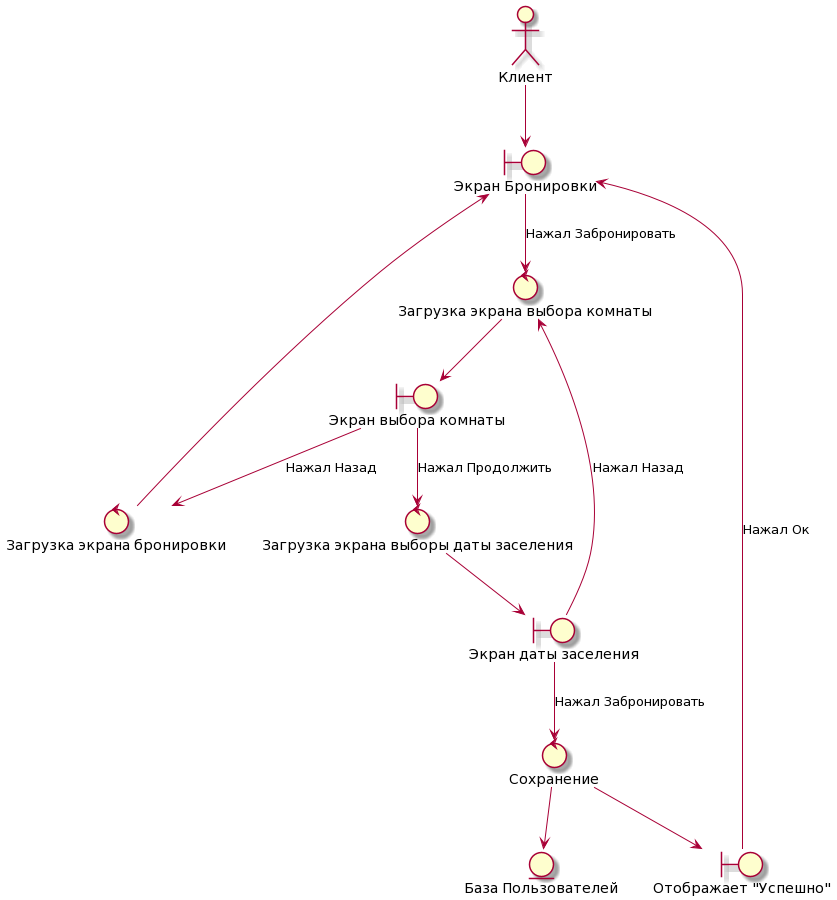 Клиент
Экран Бронировки
Нажал Забронировать
Загрузка экрана выбора комнаты
Экран выбора комнаты
Нажал Назад
Нажал Продолжить
Нажал Назад
Нажал Ок
Загрузка экрана бронировки
Загрузка экрана выборы даты заселения
Экран даты заселения
Нажал Забронировать
Сохранение
База Пользователей
Отображает "Успешно"